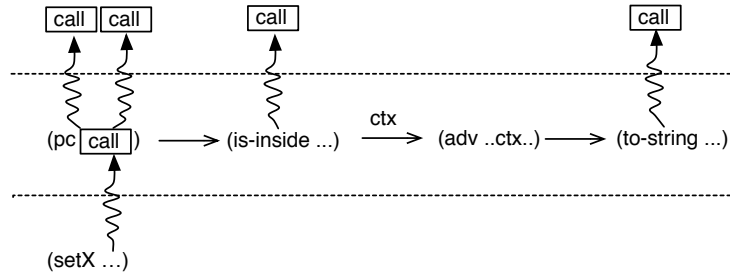 call call call call
ctx
(pc call ) (is-inside ...) (adv ..ctx..) (to-string ...)
(setX ...)